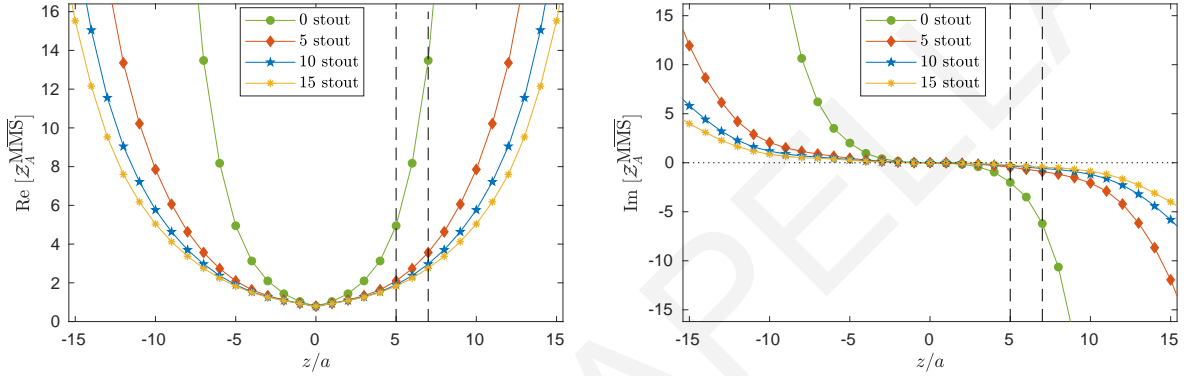 16
14
12
10
8
6
4
2
0
Re [𝒵_A^{\overline{MMS}}]
0 stout
5 stout
10 stout
15 stout
-15 -10 -5 0 5 10 15
z/a
15
10
5
0
-5
-10
-15
Im [𝒵_A^{\overline{MMS}}]
0 stout
5 stout
10 stout
15 stout
-15 -10 -5 0 5 10 15
z/a
APELLA